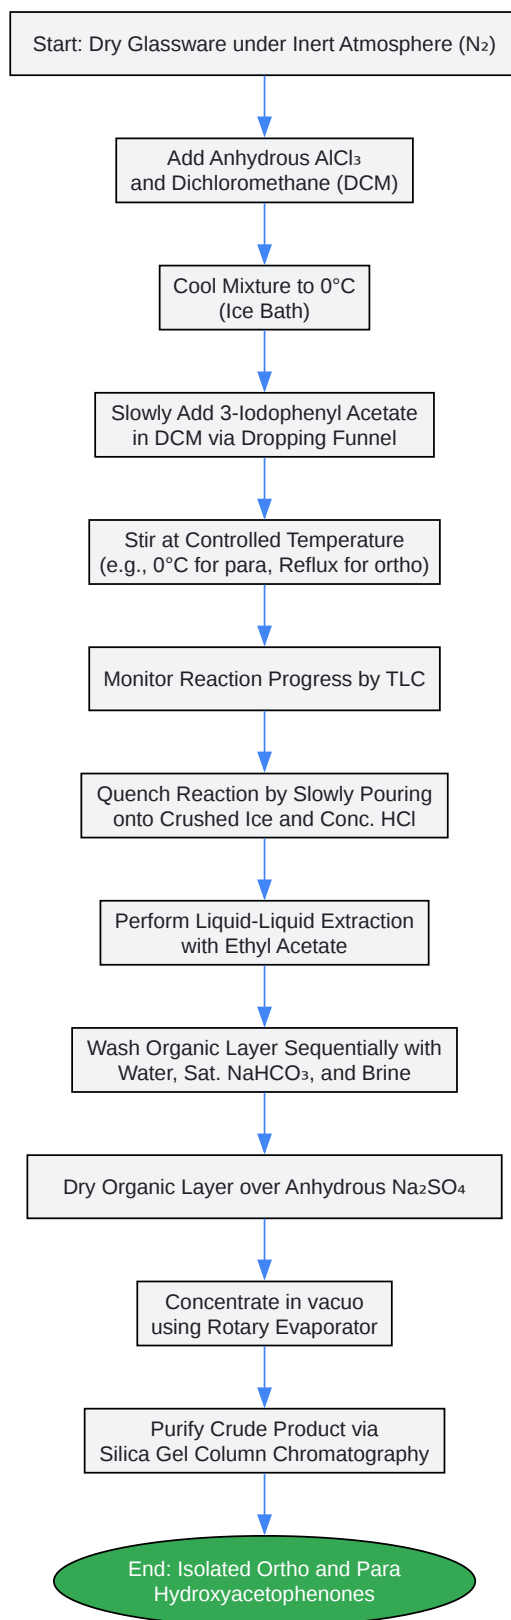 Start: Dry Glassware under Inert Atmosphere (N₂)
Add Anhydrous AlCl₃
and Dichloromethane (DCM)
Cool Mixture to 0°C
(Ice Bath)
Slowly Add 3-Iodophenyl Acetate
in DCM via Dropping Funnel
Stir at Controlled Temperature
(e.g., 0°C for para, Reflux for ortho)
Monitor Reaction Progress by TLC
Quench Reaction by Slowly Pouring
onto Crushed Ice and Conc. HCl
Perform Liquid-Liquid Extraction
with Ethyl Acetate
Wash Organic Layer Sequentially with
Water, Sat. NaHCO₃, and Brine
Dry Organic Layer over Anhydrous Na₂SO₄
Concentrate in vacuo
using Rotary Evaporator
Purify Crude Product via
Silica Gel Column Chromatography
End: Isolated Ortho and Para
Hydroxyacetophenones